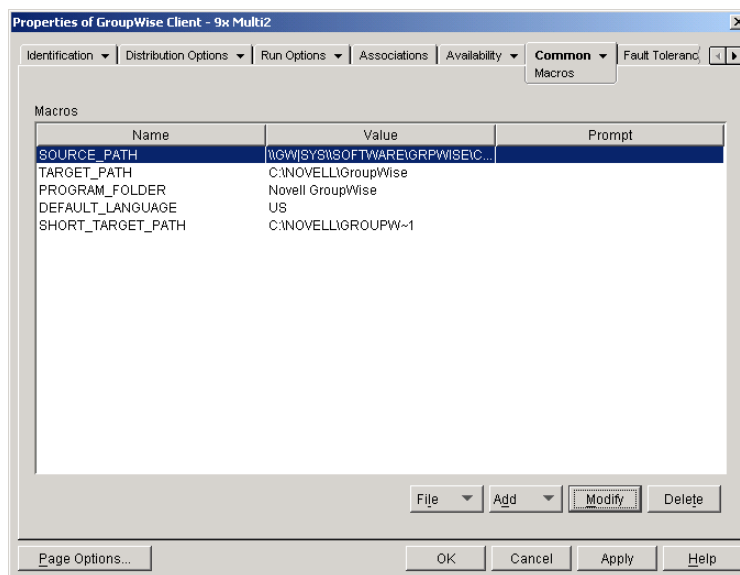 Properties of GroupWise Client - 9x Multi2
Identification Distribution Options Run Options Associations Availability Common Fault Toleranc
Macros
Macros
Name Value Prompt
SOURCE_PATH \\GW|SYS\\SOFTWARE\GRPWISE\C...
TARGET_PATH C:\NOVELL\GroupWise
PROGRAM_FOLDER Novell GroupWise
DEFAULT_LANGUAGE US
SHORT_TARGET_PATH C:\NOVELL\GROUPW~1
File Add Modify Delete
Page Options... OK Cancel Apply Help